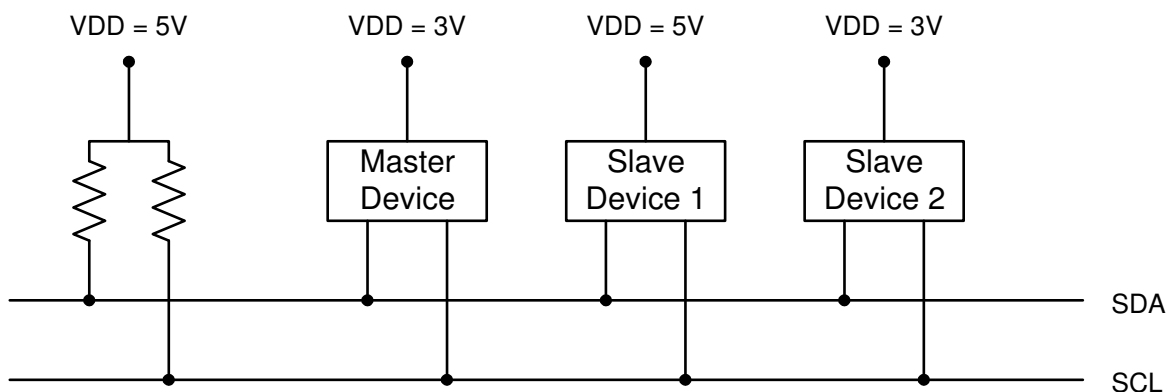 VDD = 5V
VDD = 3V
VDD = 5V
VDD = 3V
Master
Device
Slave
Device 1
Slave
Device 2
SDA
SCL